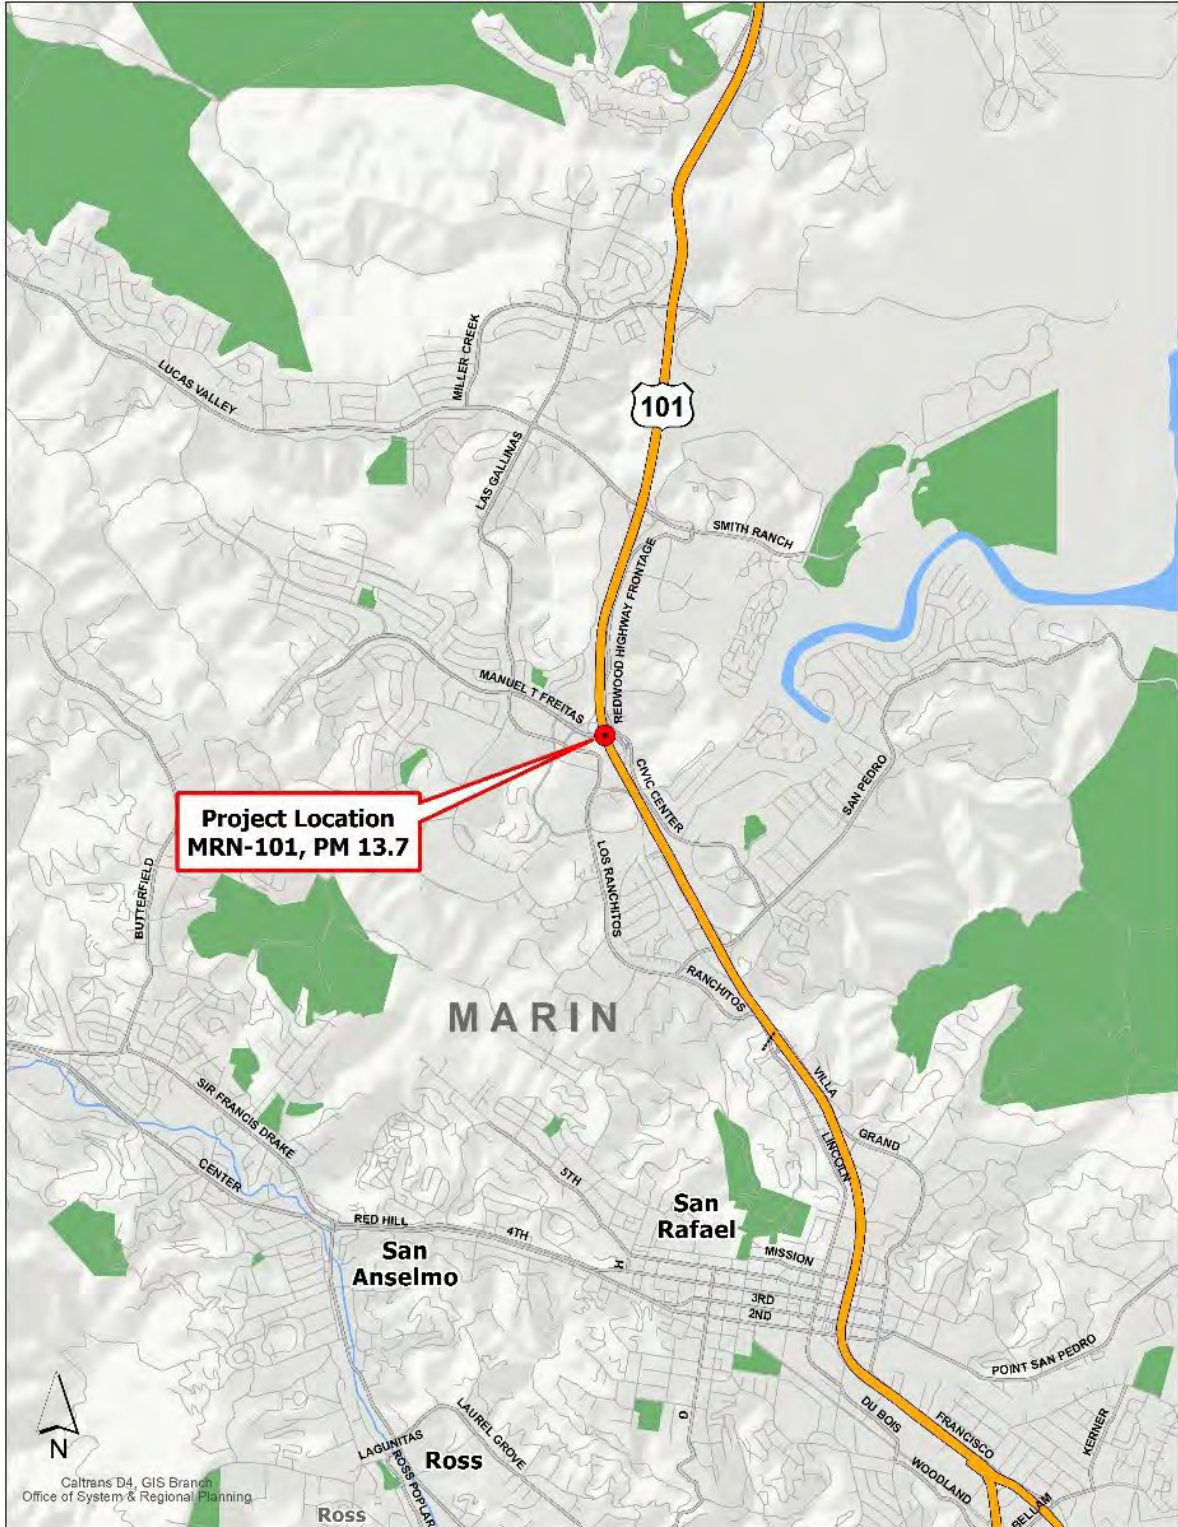 101
LUCAS VALLEY
MILLER CREEK
LAS GALLINAS
SMITH RANCH
REDWOOD HIGHWAY FRONTAGE
MANUEL T FREITAS
CIVIC CENTER
SAN PEDRO
Project Location
MRN-101, PM 13.7
LOS RANCHITOS
BUTTERFIELD
RANCHITOS
MARIN
VILLA
GRAND
LINCOLN
SIR FRANCIS DRAKE
CENTER
5TH
San
Rafael
RED HILL
4TH
H
MISSION
San
Anselmo
3RD
2ND
POINT SAN PEDRO
DU BOIS
FRANCISCO
KERNER
G
LAUREL GROVE
LAGUNITAS
Ross
ROSS POPLAR
WOODLAND
BELLAM
N
Caltrans D4, GIS Branch
Office of System & Regional Planning
Ross